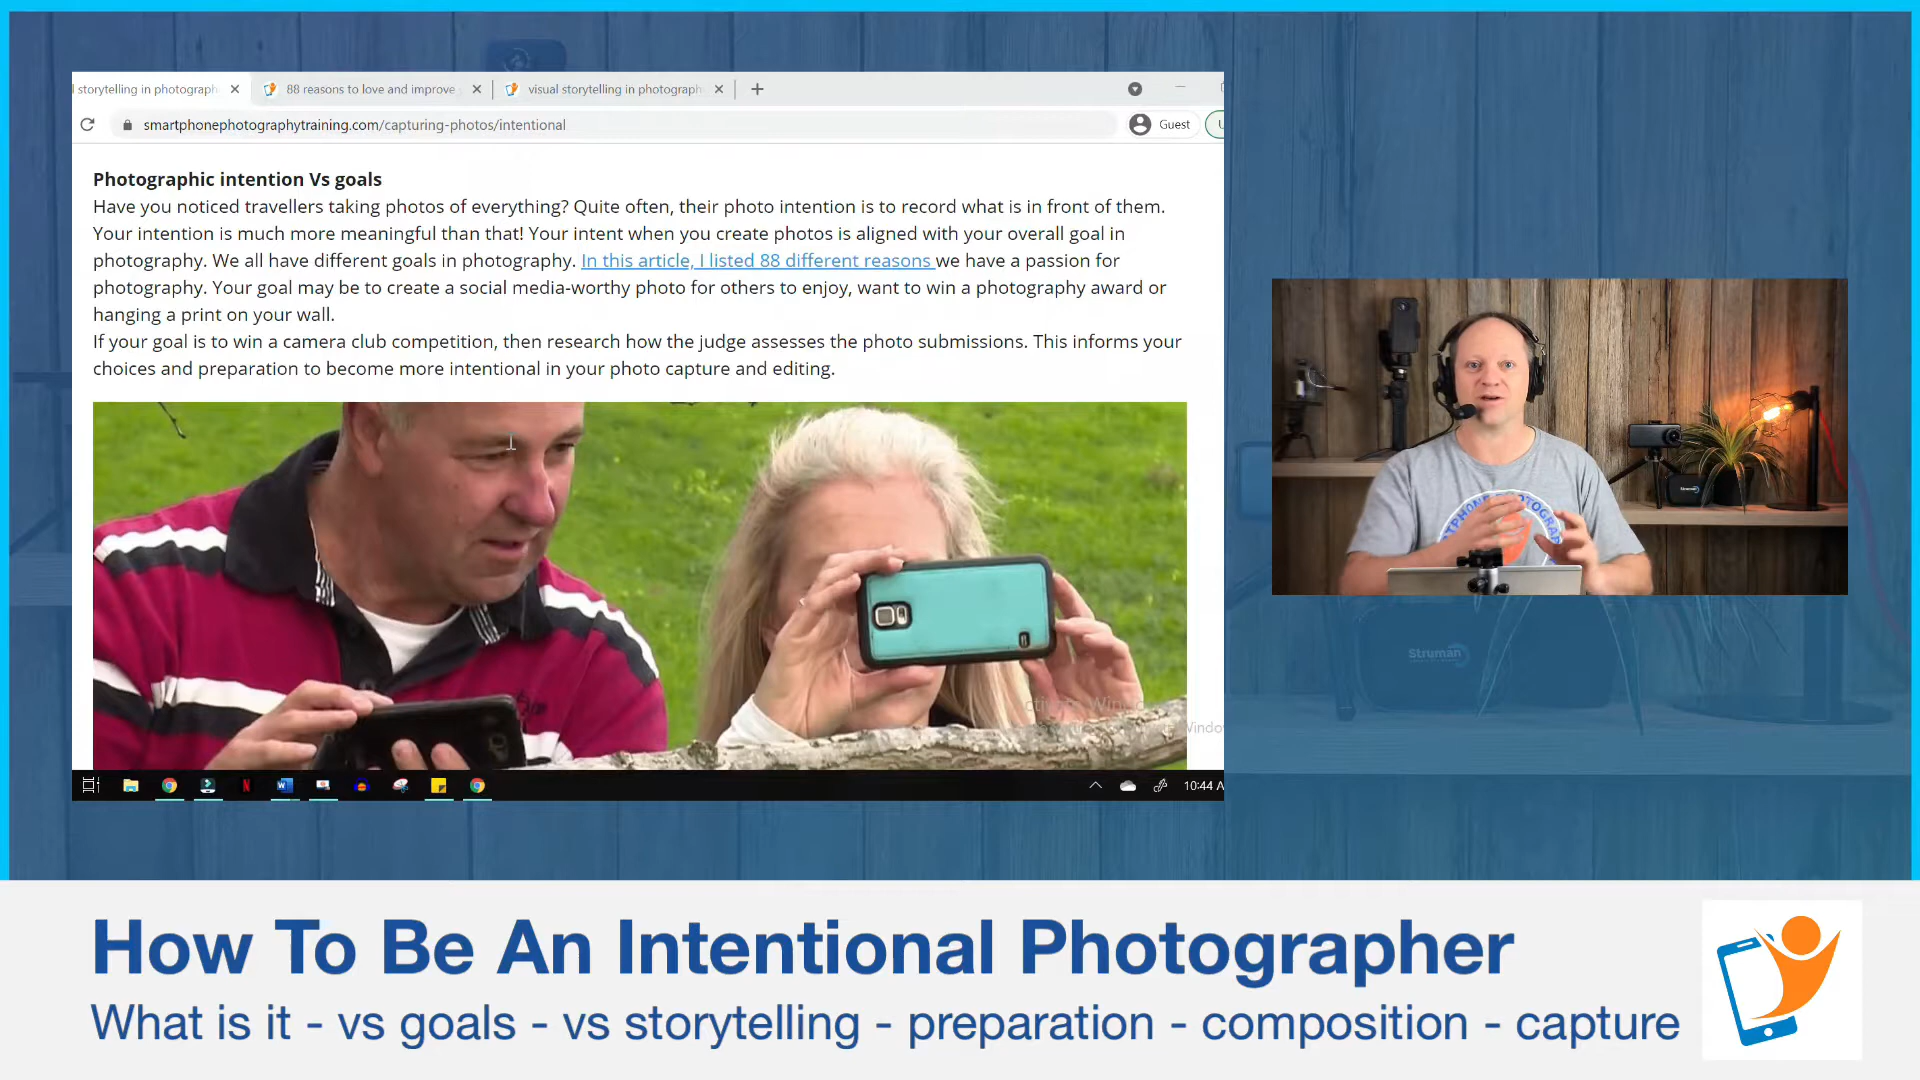 l storytelling in photograph
88 reasons to love and improve
visual storytelling in photograph
smartphonephotographytraining.com/capturing-photos/intentional
Guest
U
Photographic intention Vs goals
Have you noticed travellers taking photos of everything? Quite often, their photo intention is to record what is in front of them.
Your intention is much more meaningful than that! Your intent when you create photos is aligned with your overall goal in
photography. We all have different goals in photography. In this article, I listed 88 different reasons we have a passion for
photography. Your goal may be to create a social media-worthy photo for others to enjoy, want to win a photography award or
hanging a print on your wall.
If your goal is to win a camera club competition, then research how the judge assesses the photo submissions. This informs your
choices and preparation to become more intentional in your photo capture and editing.
10:44 A
Struman
How To Be An Intentional Photographer
What is it - vs goals - vs storytelling - preparation - composition - capture